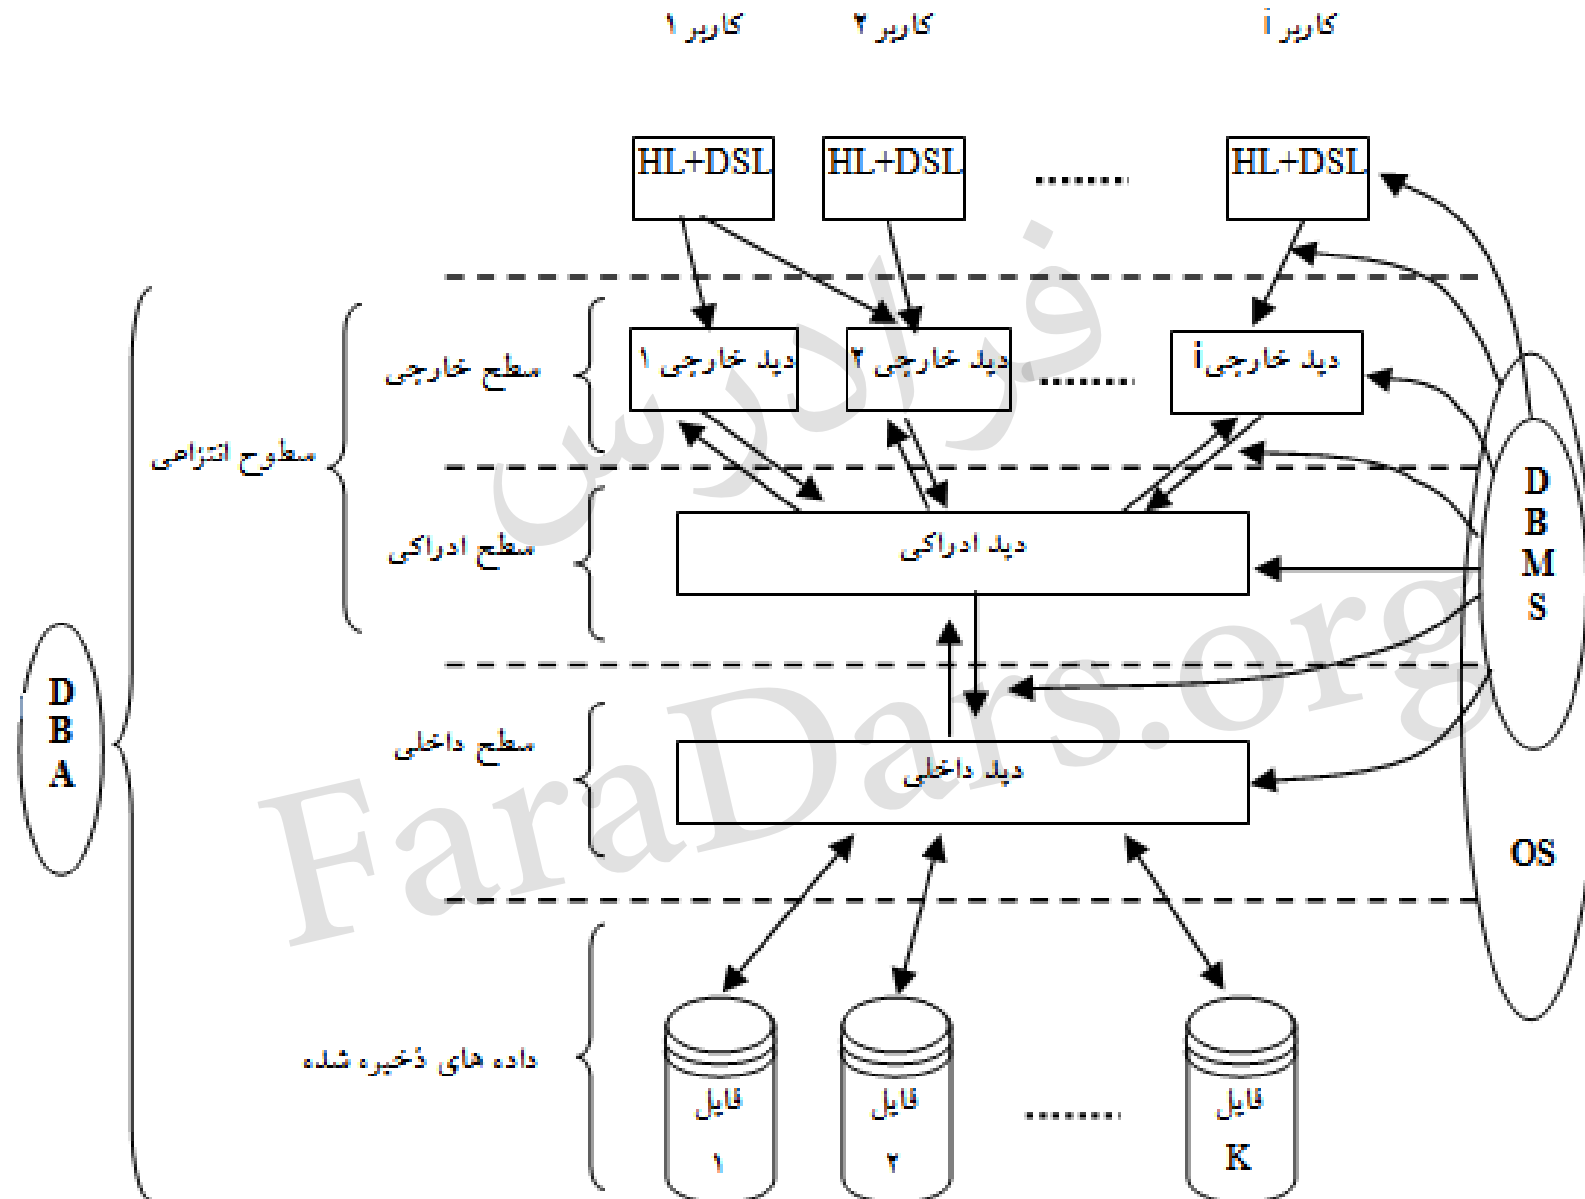 کاربر ۱
کاربر ۲
کاربر i
HL+DSL
HL+DSL
........
HL+DSL
سطح خارجی
دید خارجی ۱
دید خارجی ۲
........
دید خارجی i
سطوح انتزاعی
سطح ادراکی
دید ادراکی
D
B
M
S
D
B
A
سطح داخلی
دید داخلی
OS
داده های ذخیره شده
فایل
۱
فایل
۲
........
فایل
K
فرادرس
FaraDars.org